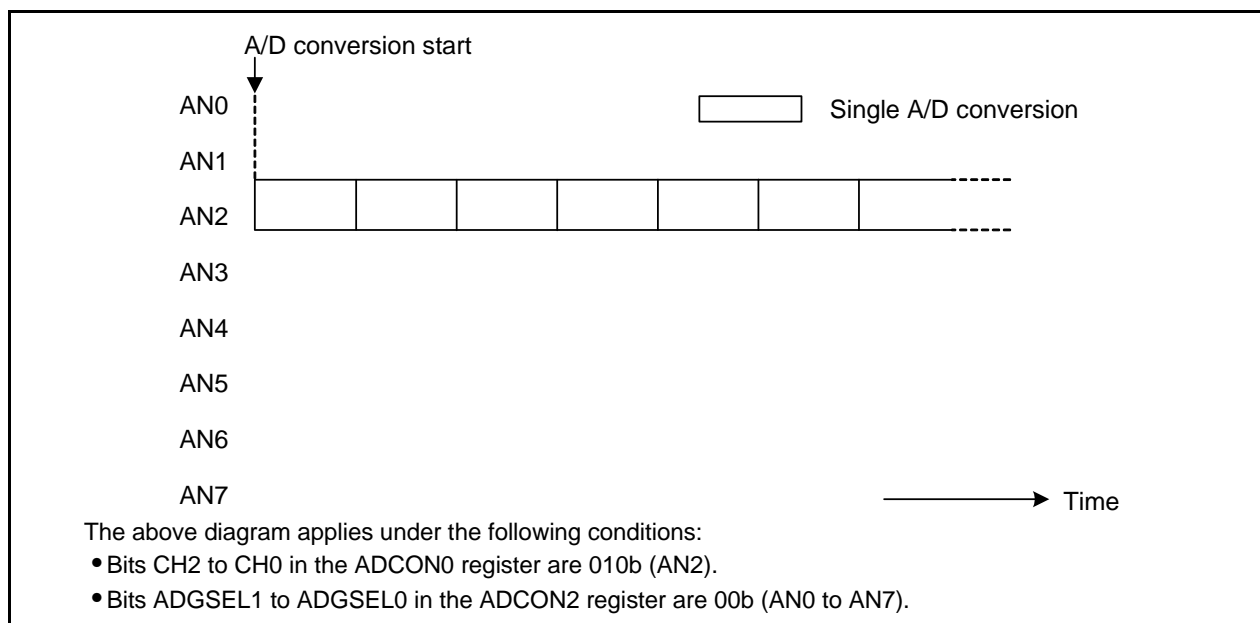 A/D conversion start
AN0
Single A/D conversion
AN1
AN2
AN3
AN4
AN5
AN6
AN7
Time
The above diagram applies under the following conditions:
• Bits CH2 to CH0 in the ADCON0 register are 010b (AN2).
• Bits ADGSEL1 to ADGSEL0 in the ADCON2 register are 00b (AN0 to AN7).